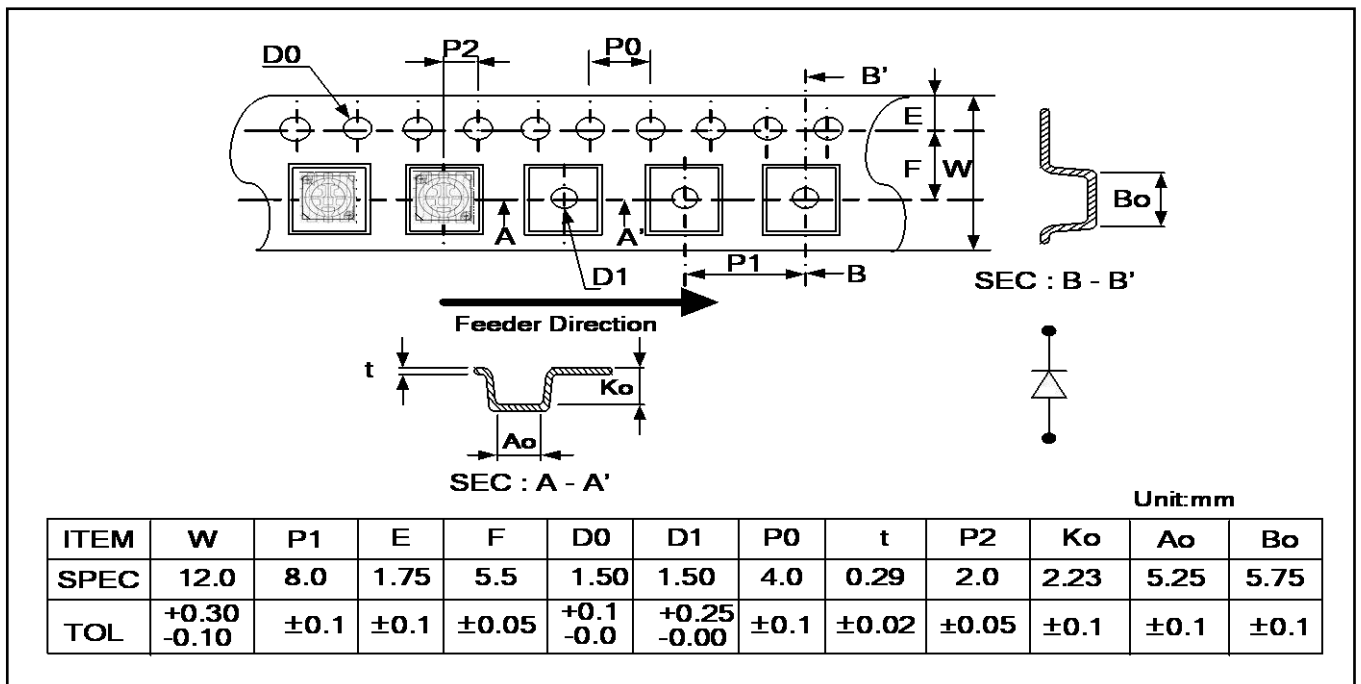 P2
P0
D0
B'
E
F
W
A
A'
D1
P1
B
Bo
SEC : B - B'
Feeder Direction
t
Ko
Ao
SEC : A - A'
Unit:mm
ITEM W P1 E F D0 D1 P0 t P2 Ko Ao Bo
SPEC 12.0 8.0 1.75 5.5 1.50 1.50 4.0 0.29 2.0 2.23 5.25 5.75
TOL +0.30 -0.10 ±0.1 ±0.1 ±0.05 +0.1 -0.0 +0.25 -0.00 ±0.1 ±0.02 ±0.05 ±0.1 ±0.1 ±0.1